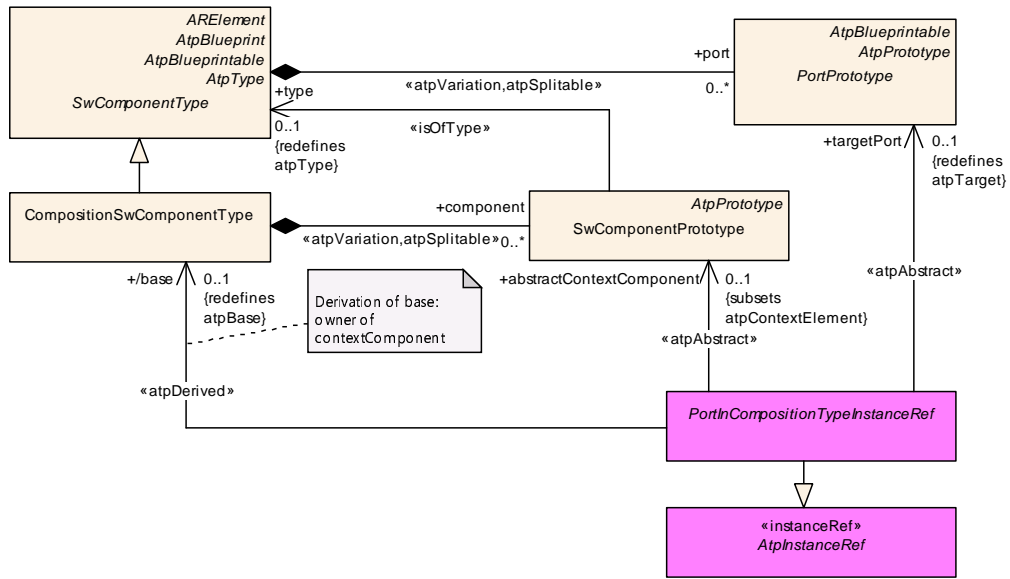 ARElement
AtpBlueprint
AtpBlueprintable
AtpType
SwComponentType
AtpBlueprintable
AtpPrototype
PortPrototype
+port
0..*
«atpVariation,atpSplitable»
+type
0..1
{redefines
atpType}
«isOfType»
+targetPort
0..1
{redefines
atpTarget}
CompositionSwComponentType
+component
«atpVariation,atpSplitable»
0..*
AtpPrototype
SwComponentPrototype
+/base
0..1
{redefines
atpBase}
Derivation of base:
owner of
contextComponent
+abstractContextComponent
0..1
{subsets
atpContextElement}
«atpAbstract»
«atpAbstract»
«atpDerived»
PortInCompositionTypeInstanceRef
«instanceRef»
AtpInstanceRef